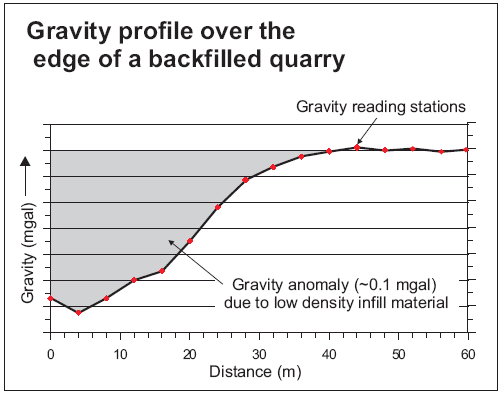 Gravity profile over the
edge of a backfilled quarry
Gravity reading stations
Gravity (mgal)
Gravity anomaly (~0.1 mgal)
due to low density infill material
0 10 20 30 40 50 60
Distance (m)